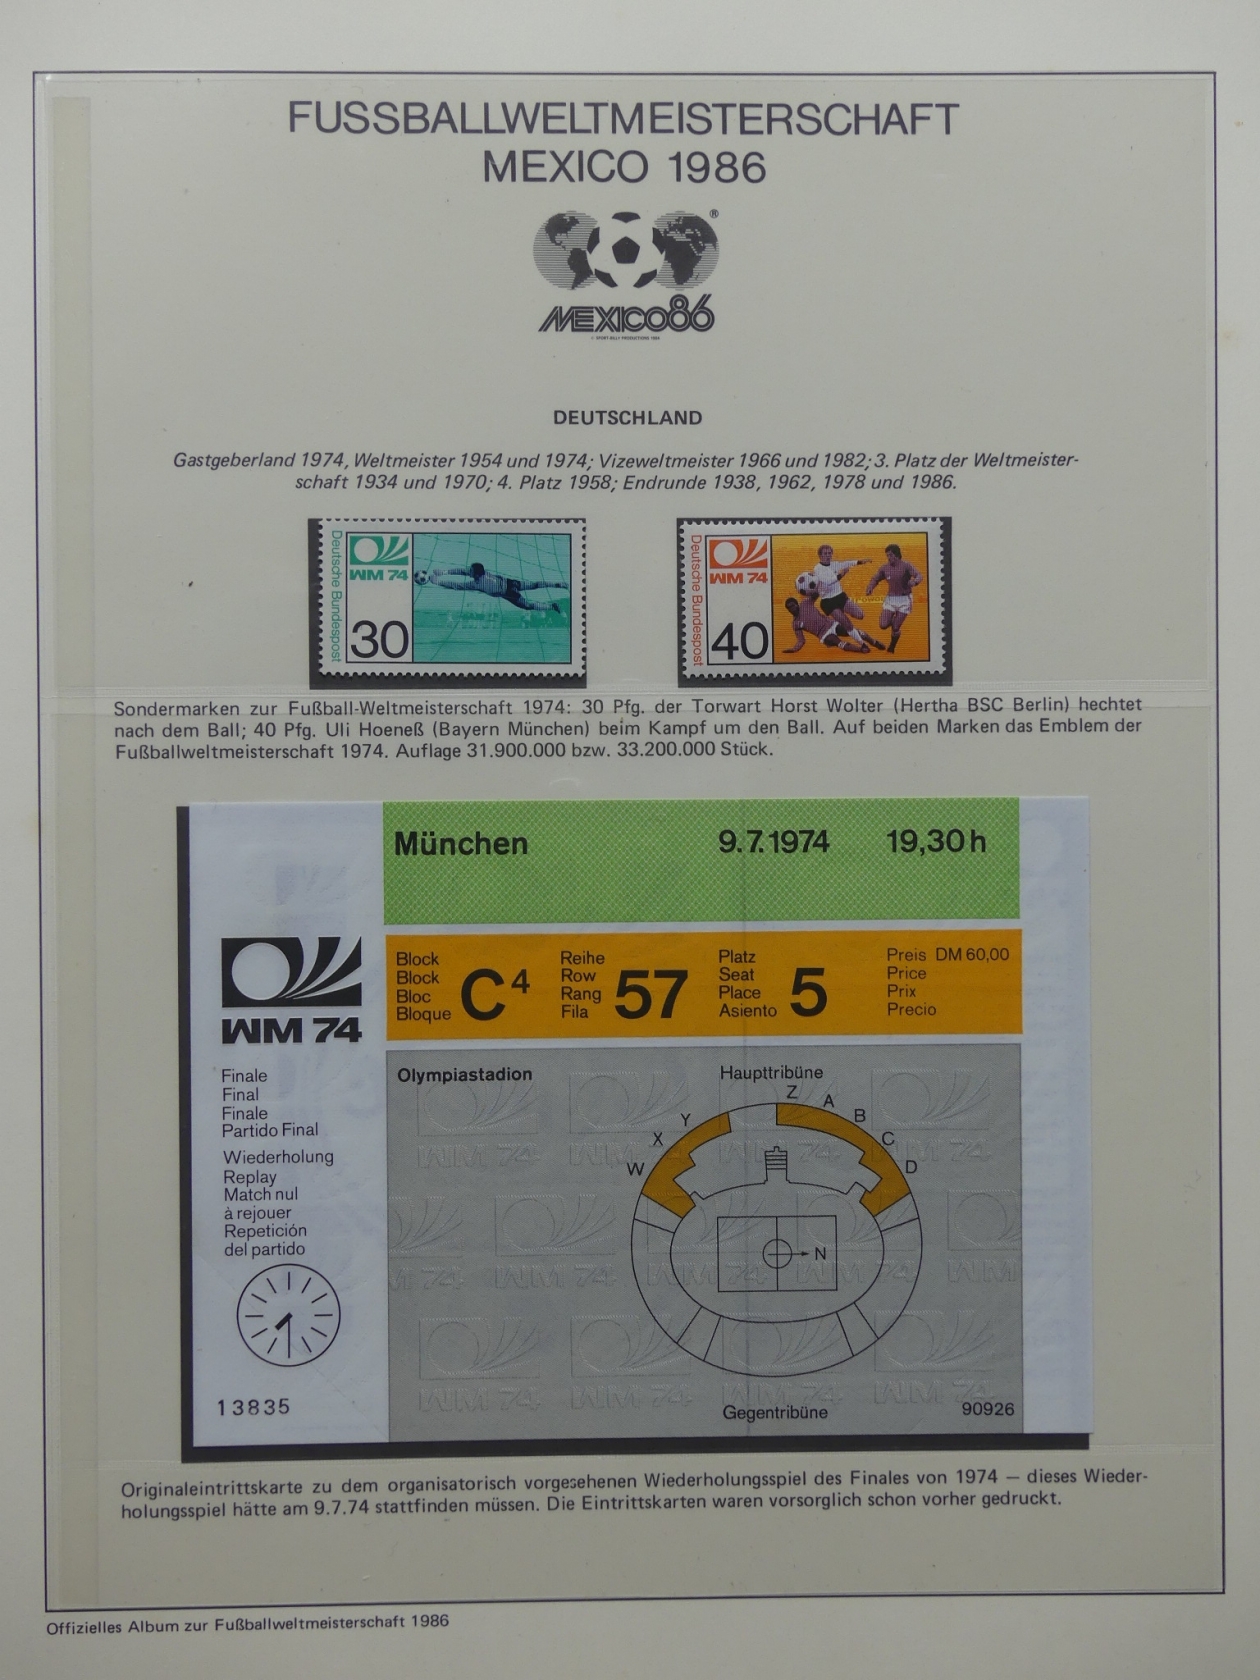 FUSSBALLWELTMEISTERSCHAFT
MEXICO 1986
®
MEXICO86
DEUTSCHLAND
Gastgeberland 1974, Weltmeister 1954 und 1974; Vizeweltmeister 1966 und 1982; 3. Platz der Weltmeister-
schaft 1934 und 1970; 4. Platz 1958; Endrunde 1938, 1962, 1978 und 1986.
Deutsche Bundespost
WM 74
30
Deutsche Bundespost
WM 74
40
Sondermarken zur Fußball-Weltmeisterschaft 1974: 30 Pfg. der Torwart Horst Wolter (Hertha BSC Berlin) hechtet
nach dem Ball; 40 Pfg. Uli Hoeneß (Bayern München) beim Kampf um den Ball. Auf beiden Marken das Emblem der
Fußballweltmeisterschaft 1974. Auflage 31.900.000 bzw. 33.200.000 Stück.
München 9.7.1974 19,30 h
Block
Block
Bloc
Bloque
C4
Reihe
Row
Rang
Fila
57
Platz
Seat
Place
Asiento
5
Preis DM 60,00
Price
Prix
Precio
WM 74
Finale
Final
Finale
Partido Final
Wiederholung
Replay
Match nul
à rejouer
Repetición
del partido
13835
Olympiastadion
Haupttribüne
Z
A
B
C
D
Y
X
W
N
Gegentribüne
90926
Originaleintrittskarte zu dem organisatorisch vorgesehenen Wiederholungsspiel des Finales von 1974 — dieses Wieder-
holungsspiel hätte am 9.7.74 stattfinden müssen. Die Eintrittskarten waren vorsorglich schon vorher gedruckt.
Offizielles Album zur Fußballweltmeisterschaft 1986